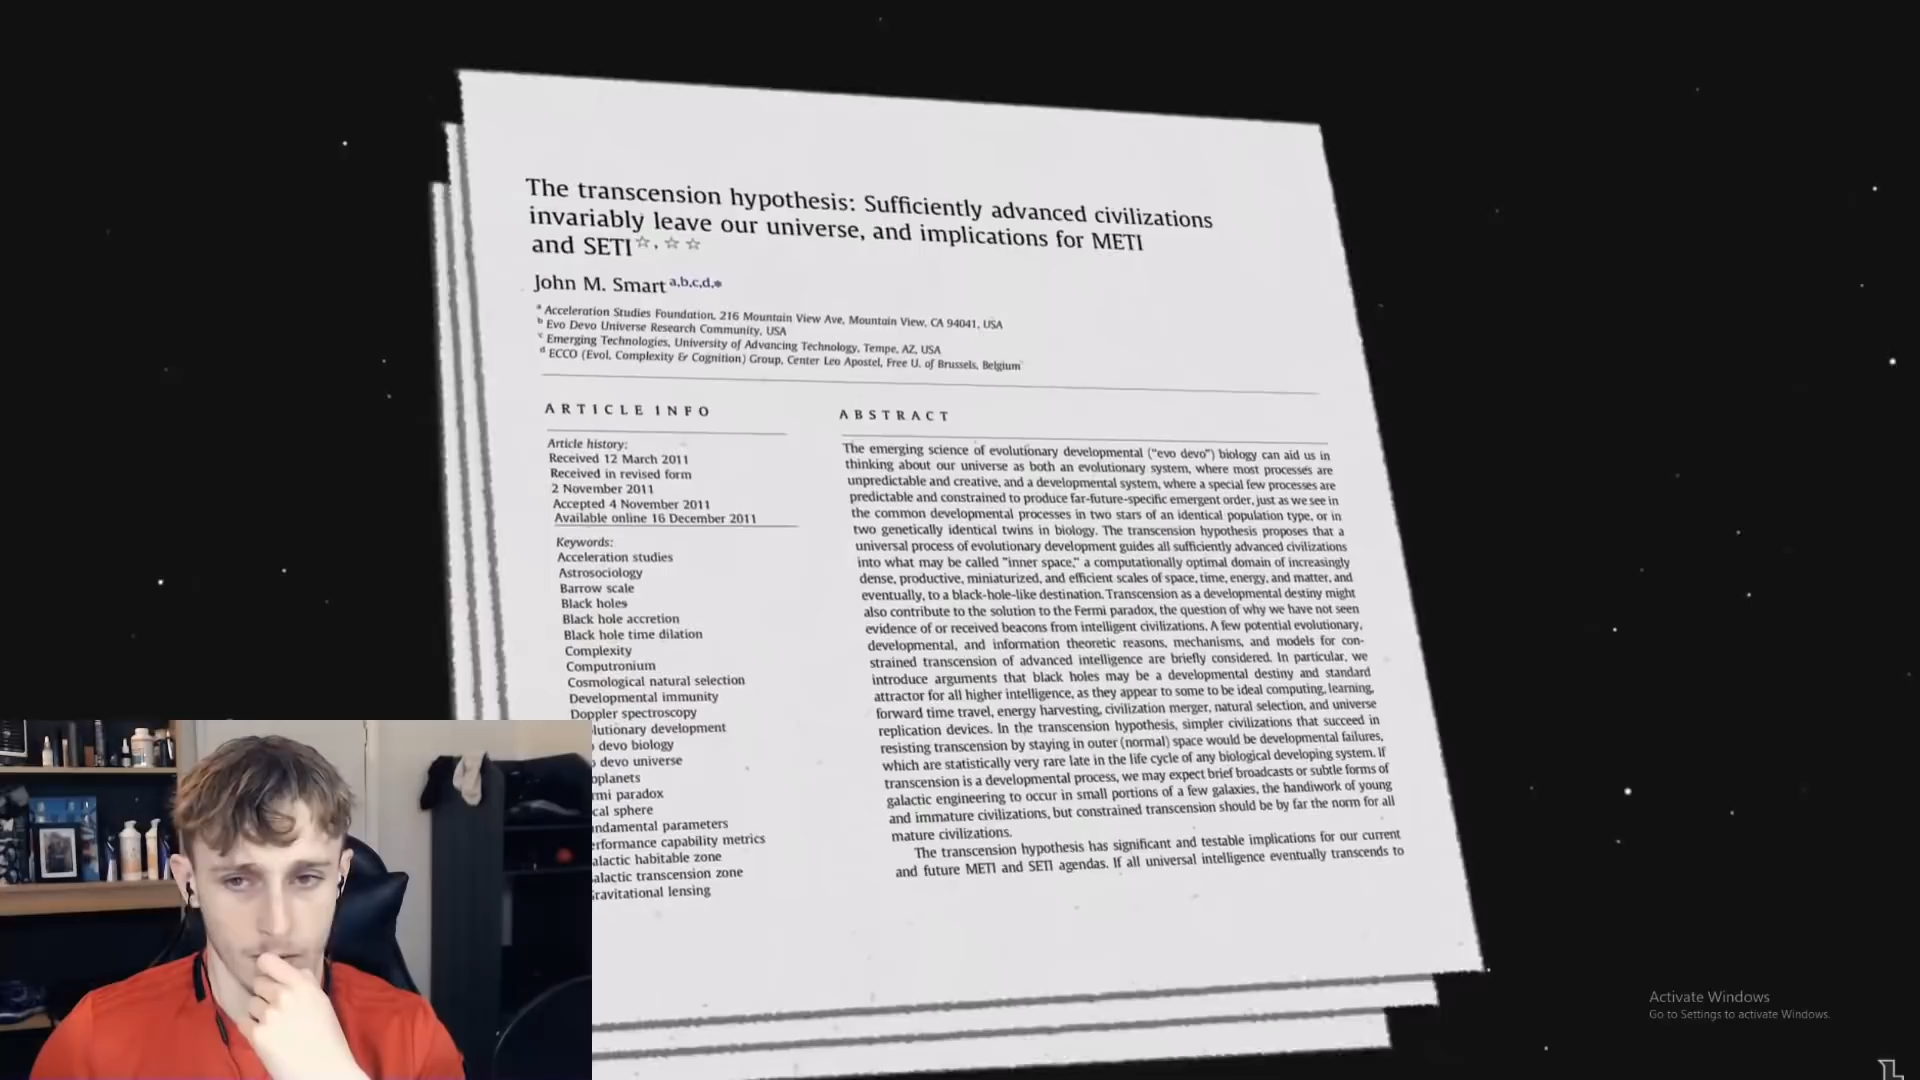 The transcension hypothesis: Sufficiently advanced civilizations
invariably leave our universe, and implications for METI
and SETI☆,☆☆
John M. Smart a,b,c,d,*
a Acceleration Studies Foundation, 216 Mountain View Ave, Mountain View, CA 94041, USA
b Evo Devo Universe Research Community, USA
c Emerging Technologies, University of Advancing Technology, Tempe, AZ, USA
d ECCO (Evol, Complexity & Cognition) Group, Center Leo Apostel, Free U. of Brussels, Belgium
ARTICLE INFO
Article history:
Received 12 March 2011
Received in revised form
2 November 2011
Accepted 4 November 2011
Available online 16 December 2011
Keywords:
Acceleration studies
Astrosociology
Barrow scale
Black holes
Black hole accretion
Black hole time dilation
Complexity
Computronium
Cosmological natural selection
Developmental immunity
Doppler spectroscopy
lutionary development
devo biology
devo universe
oplanets
rmi paradox
cal sphere
ndamental parameters
erformance capability metrics
alactic habitable zone
alactic transcension zone
ravitational lensing
ABSTRACT
The emerging science of evolutionary developmental ("evo devo") biology can aid us in
thinking about our universe as both an evolutionary system, where most processes are
unpredictable and creative, and a developmental system, where a special few processes are
predictable and constrained to produce far-future-specific emergent order, just as we see in
the common developmental processes in two stars of an identical population type, or in
two genetically identical twins in biology. The transcension hypothesis proposes that a
universal process of evolutionary development guides all sufficiently advanced civilizations
into what may be called "inner space," a computationally optimal domain of increasingly
dense, productive, miniaturized, and efficient scales of space, time, energy, and matter, and
eventually, to a black-hole-like destination. Transcension as a developmental destiny might
also contribute to the solution to the Fermi paradox, the question of why we have not seen
evidence of or received beacons from intelligent civilizations. A few potential evolutionary,
developmental, and information theoretic reasons, mechanisms, and models for con-
strained transcension of advanced intelligence are briefly considered. In particular, we
introduce arguments that black holes may be a developmental destiny and standard
attractor for all higher intelligence, as they appear to some to be ideal computing, learning,
forward time travel, energy harvesting, civilization merger, natural selection, and universe
replication devices. In the transcension hypothesis, simpler civilizations that succeed in
resisting transcension by staying in outer (normal) space would be developmental failures,
which are statistically very rare late in the life cycle of any biological developing system. If
transcension is a developmental process, we may expect brief broadcasts or subtle forms of
galactic engineering to occur in small portions of a few galaxies, the handiwork of young
and immature civilizations, but constrained transcension should be by far the norm for all
mature civilizations.
The transcension hypothesis has significant and testable implications for our current
and future METI and SETI agendas. If all universal intelligence eventually transcends to
Activate Windows
Go to Settings to activate Windows.